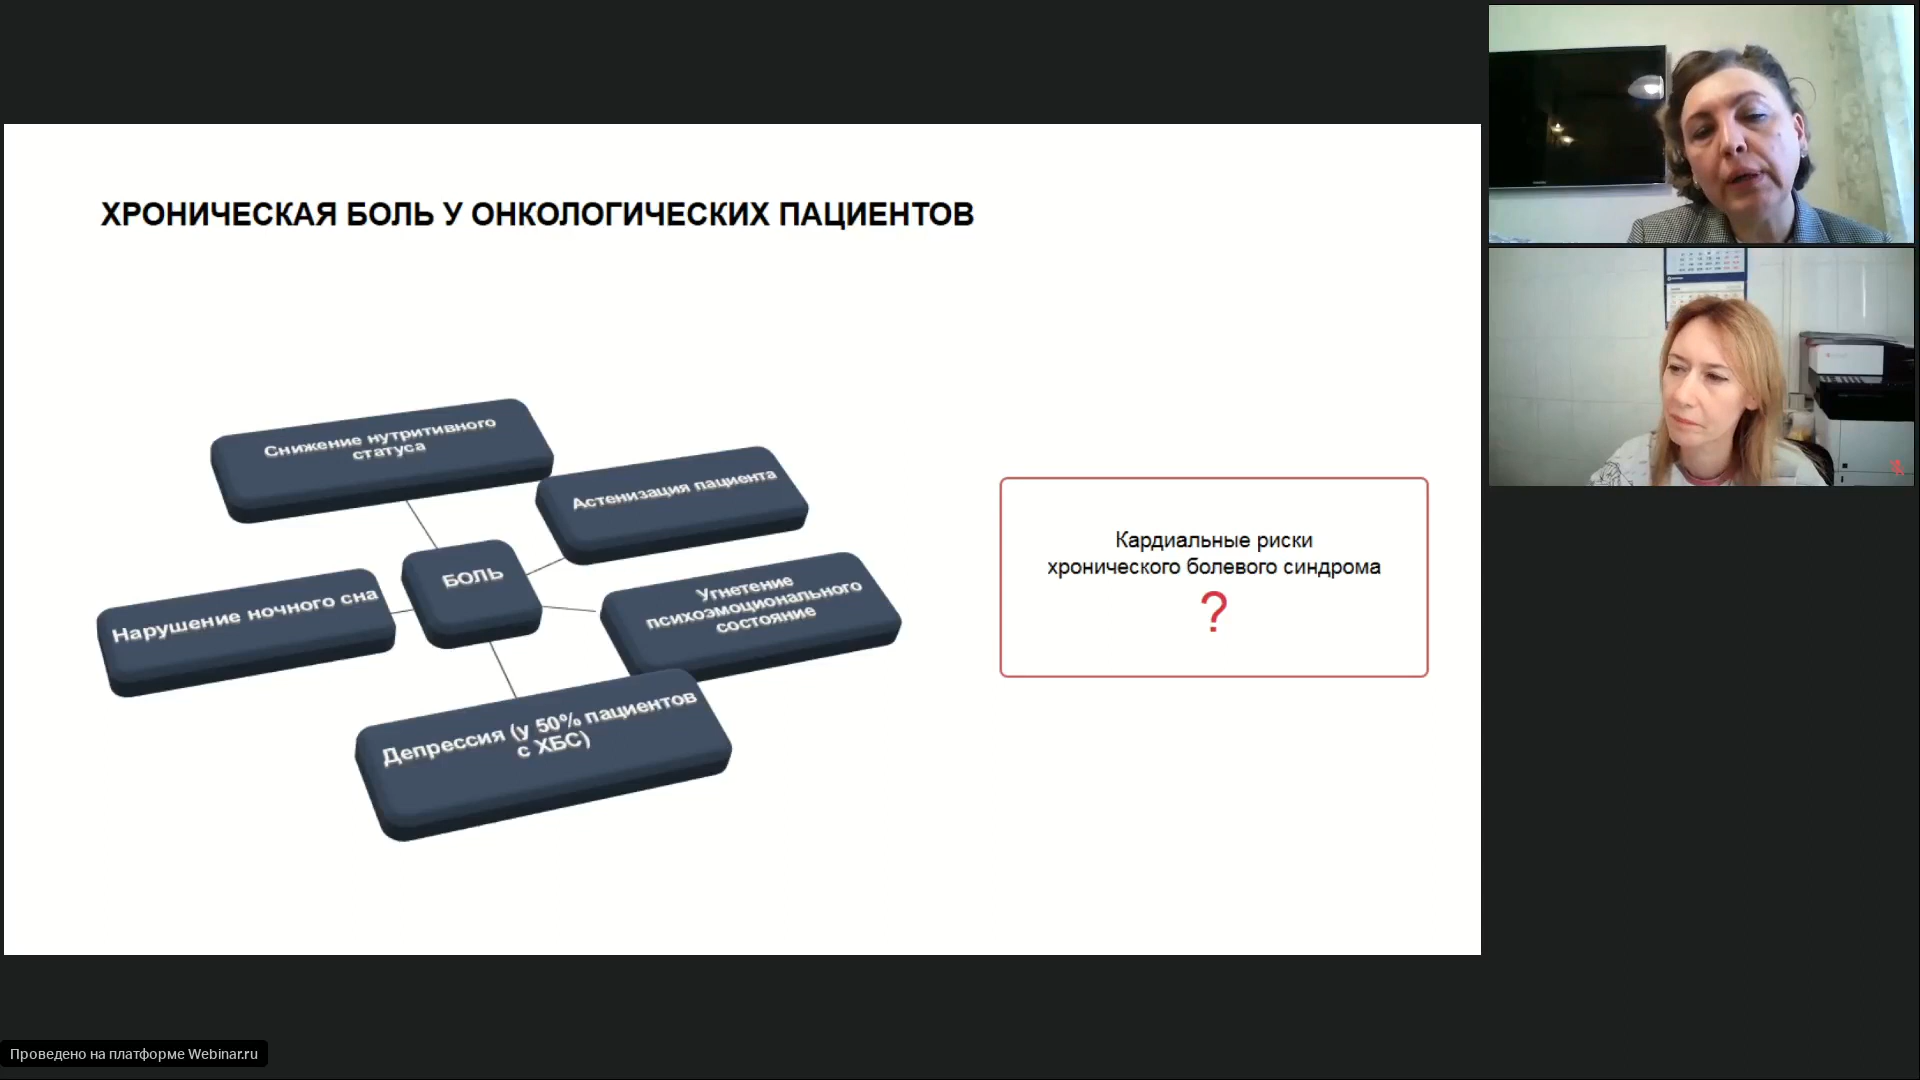 ХРОНИЧЕСКАЯ БОЛЬ У ОНКОЛОГИЧЕСКИХ ПАЦИЕНТОВ
Снижение нутритивного
статуса
Астенизация пациента
БОЛЬ
Нарушение ночного сна
Угнетение
психоэмоционального
состояние
Депрессия (у 50% пациентов
с ХБС)
Кардиальные риски
хронического болевого синдрома
?
Проведено на платформе Webinar.ru